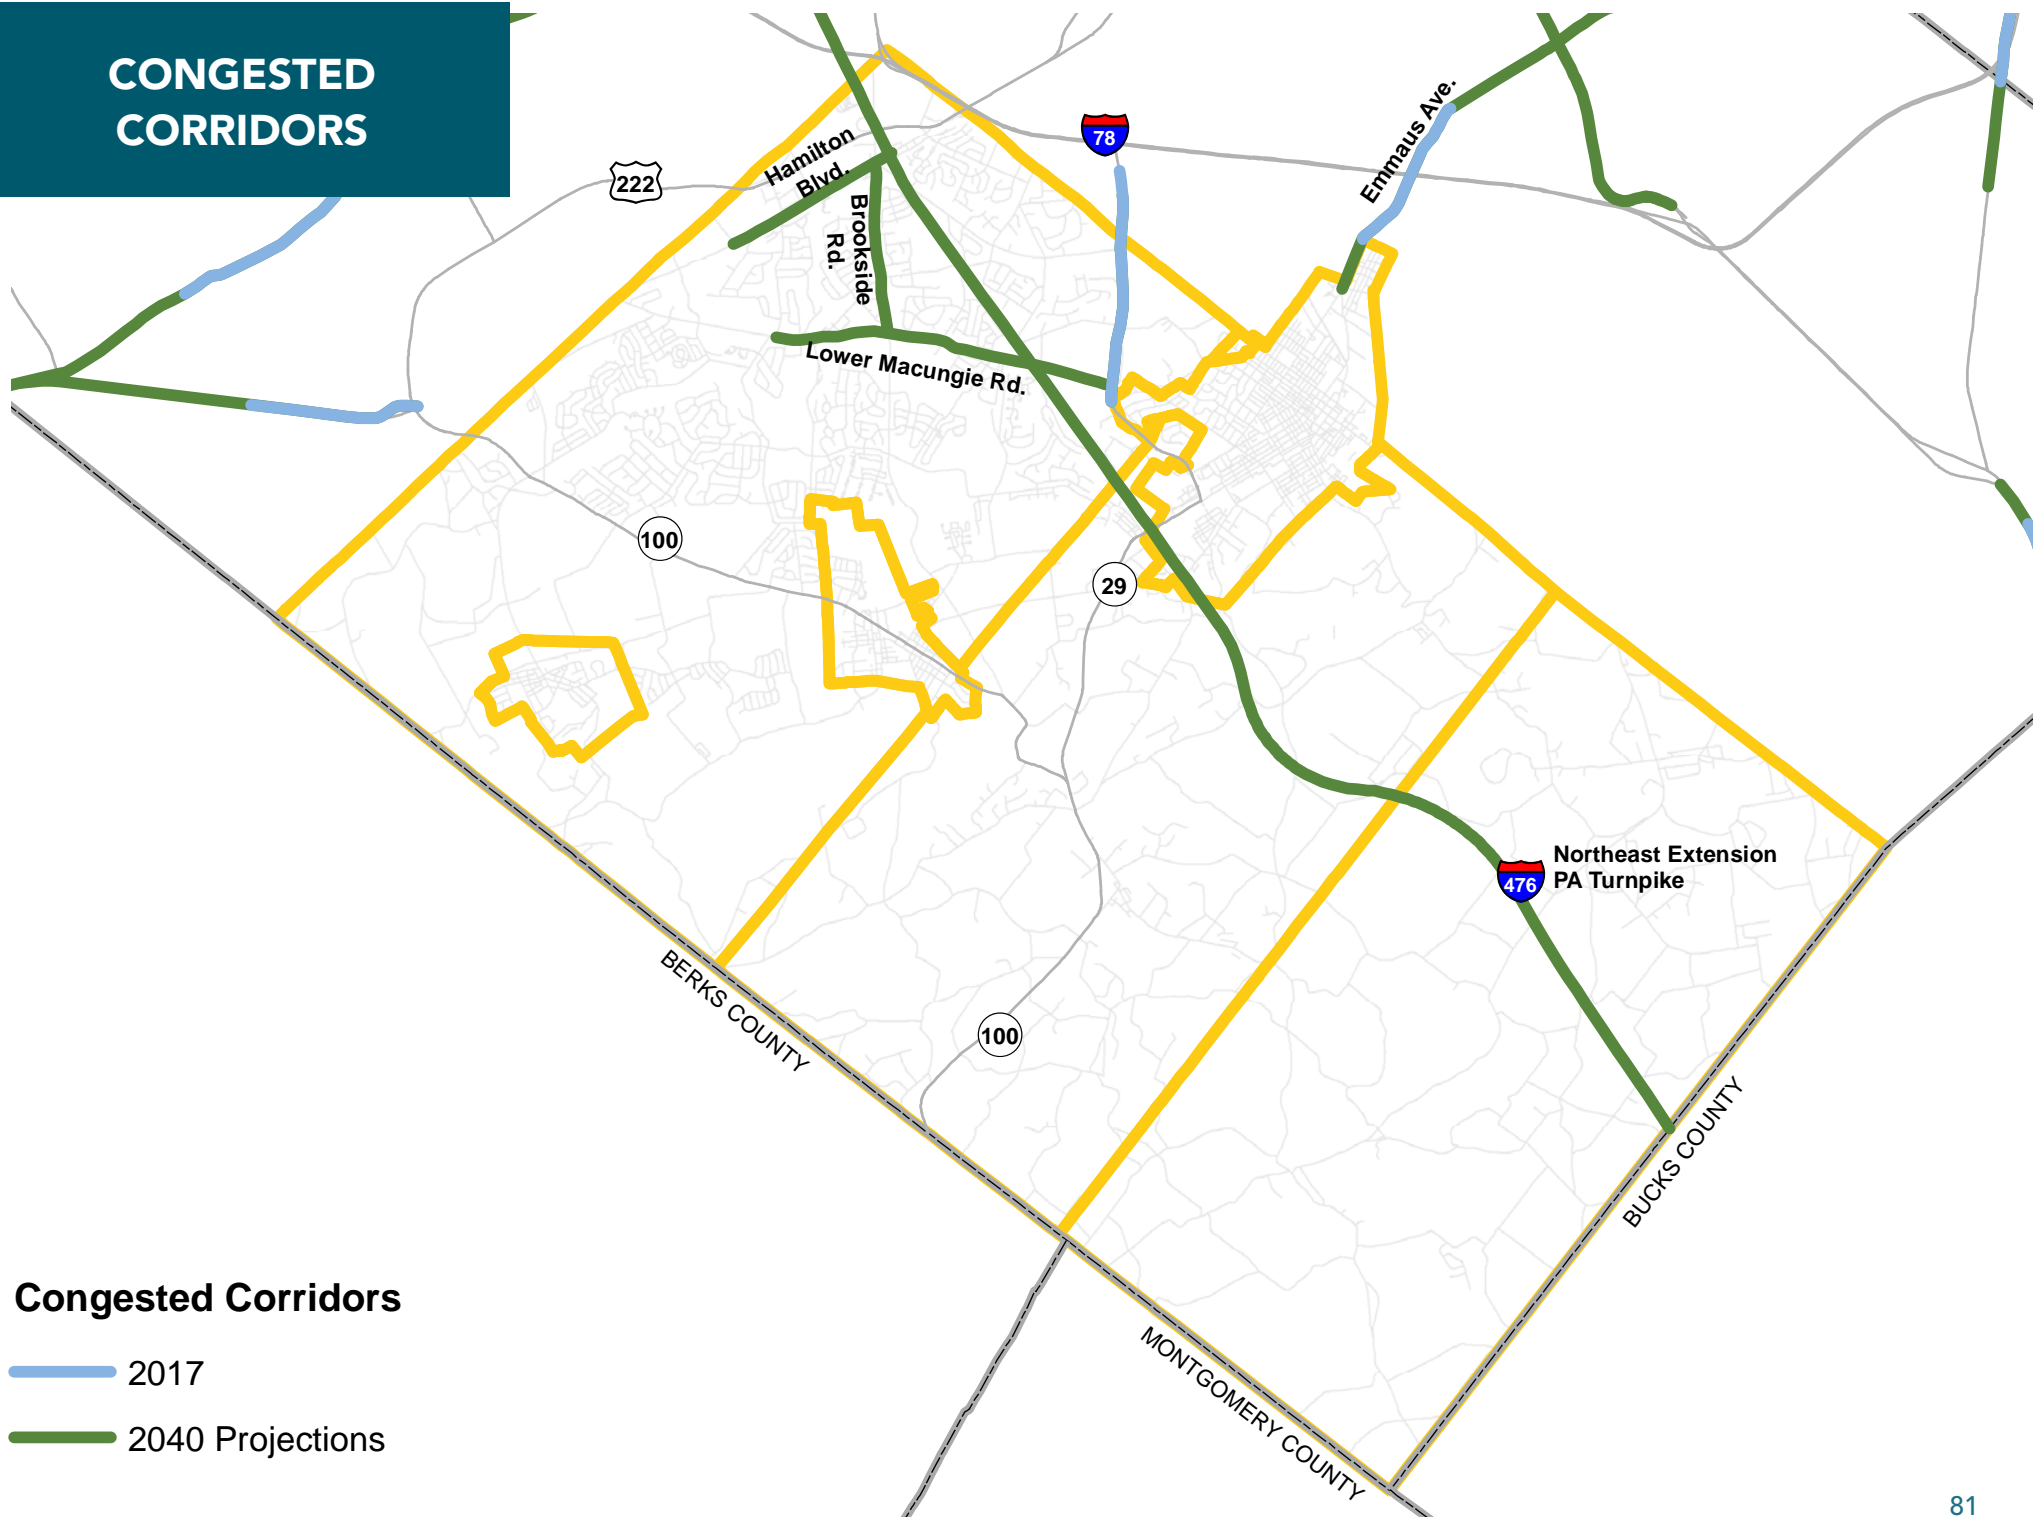 CONGESTED
CORRIDORS
78
Emmaus Ave.
222
Hamilton
Blvd.
Brookside
Rd.
Lower Macungie Rd.
100
29
Northeast Extension
PA Turnpike
476
BERKS COUNTY
100
BUCKS COUNTY
MONTGOMERY COUNTY
Congested Corridors
2017
2040 Projections
81